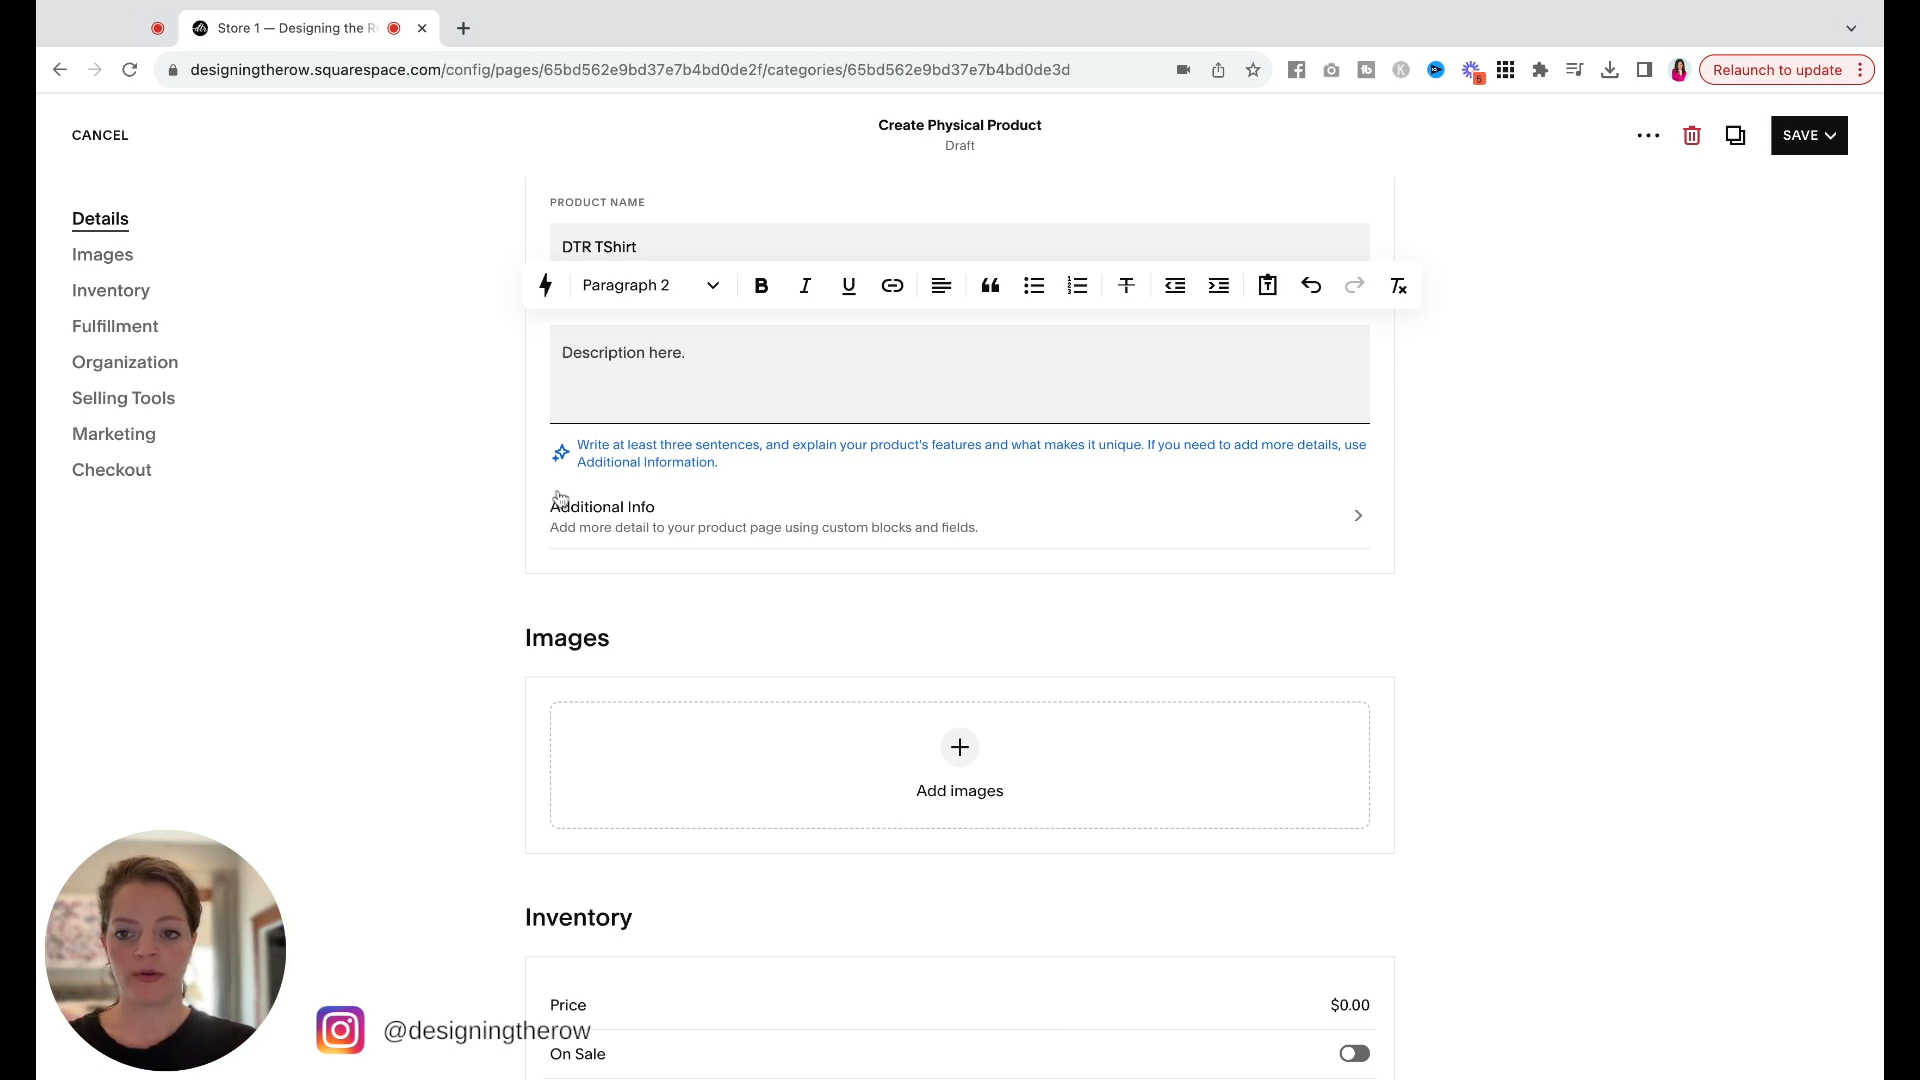 Store 1 — Designing the R
designingtherow.squarespace.com/config/pages/65bd562e9bd37e7b4bd0de2f/categories/65bd562e9bd37e7b4bd0de3d
5
Relaunch to update
CANCEL
Create Physical Product
Draft
SAVE
Details
Images
Inventory
Fulfillment
Organization
Selling Tools
Marketing
Checkout
PRODUCT NAME
DTR TShirt
Paragraph 2
Description here.
Write at least three sentences, and explain your product's features and what makes it unique. If you need to add more details, use
Additional Information.
Additional Info
Add more detail to your product page using custom blocks and fields.
Images
Add images
Inventory
Price
$0.00
@designingtherow
On Sale